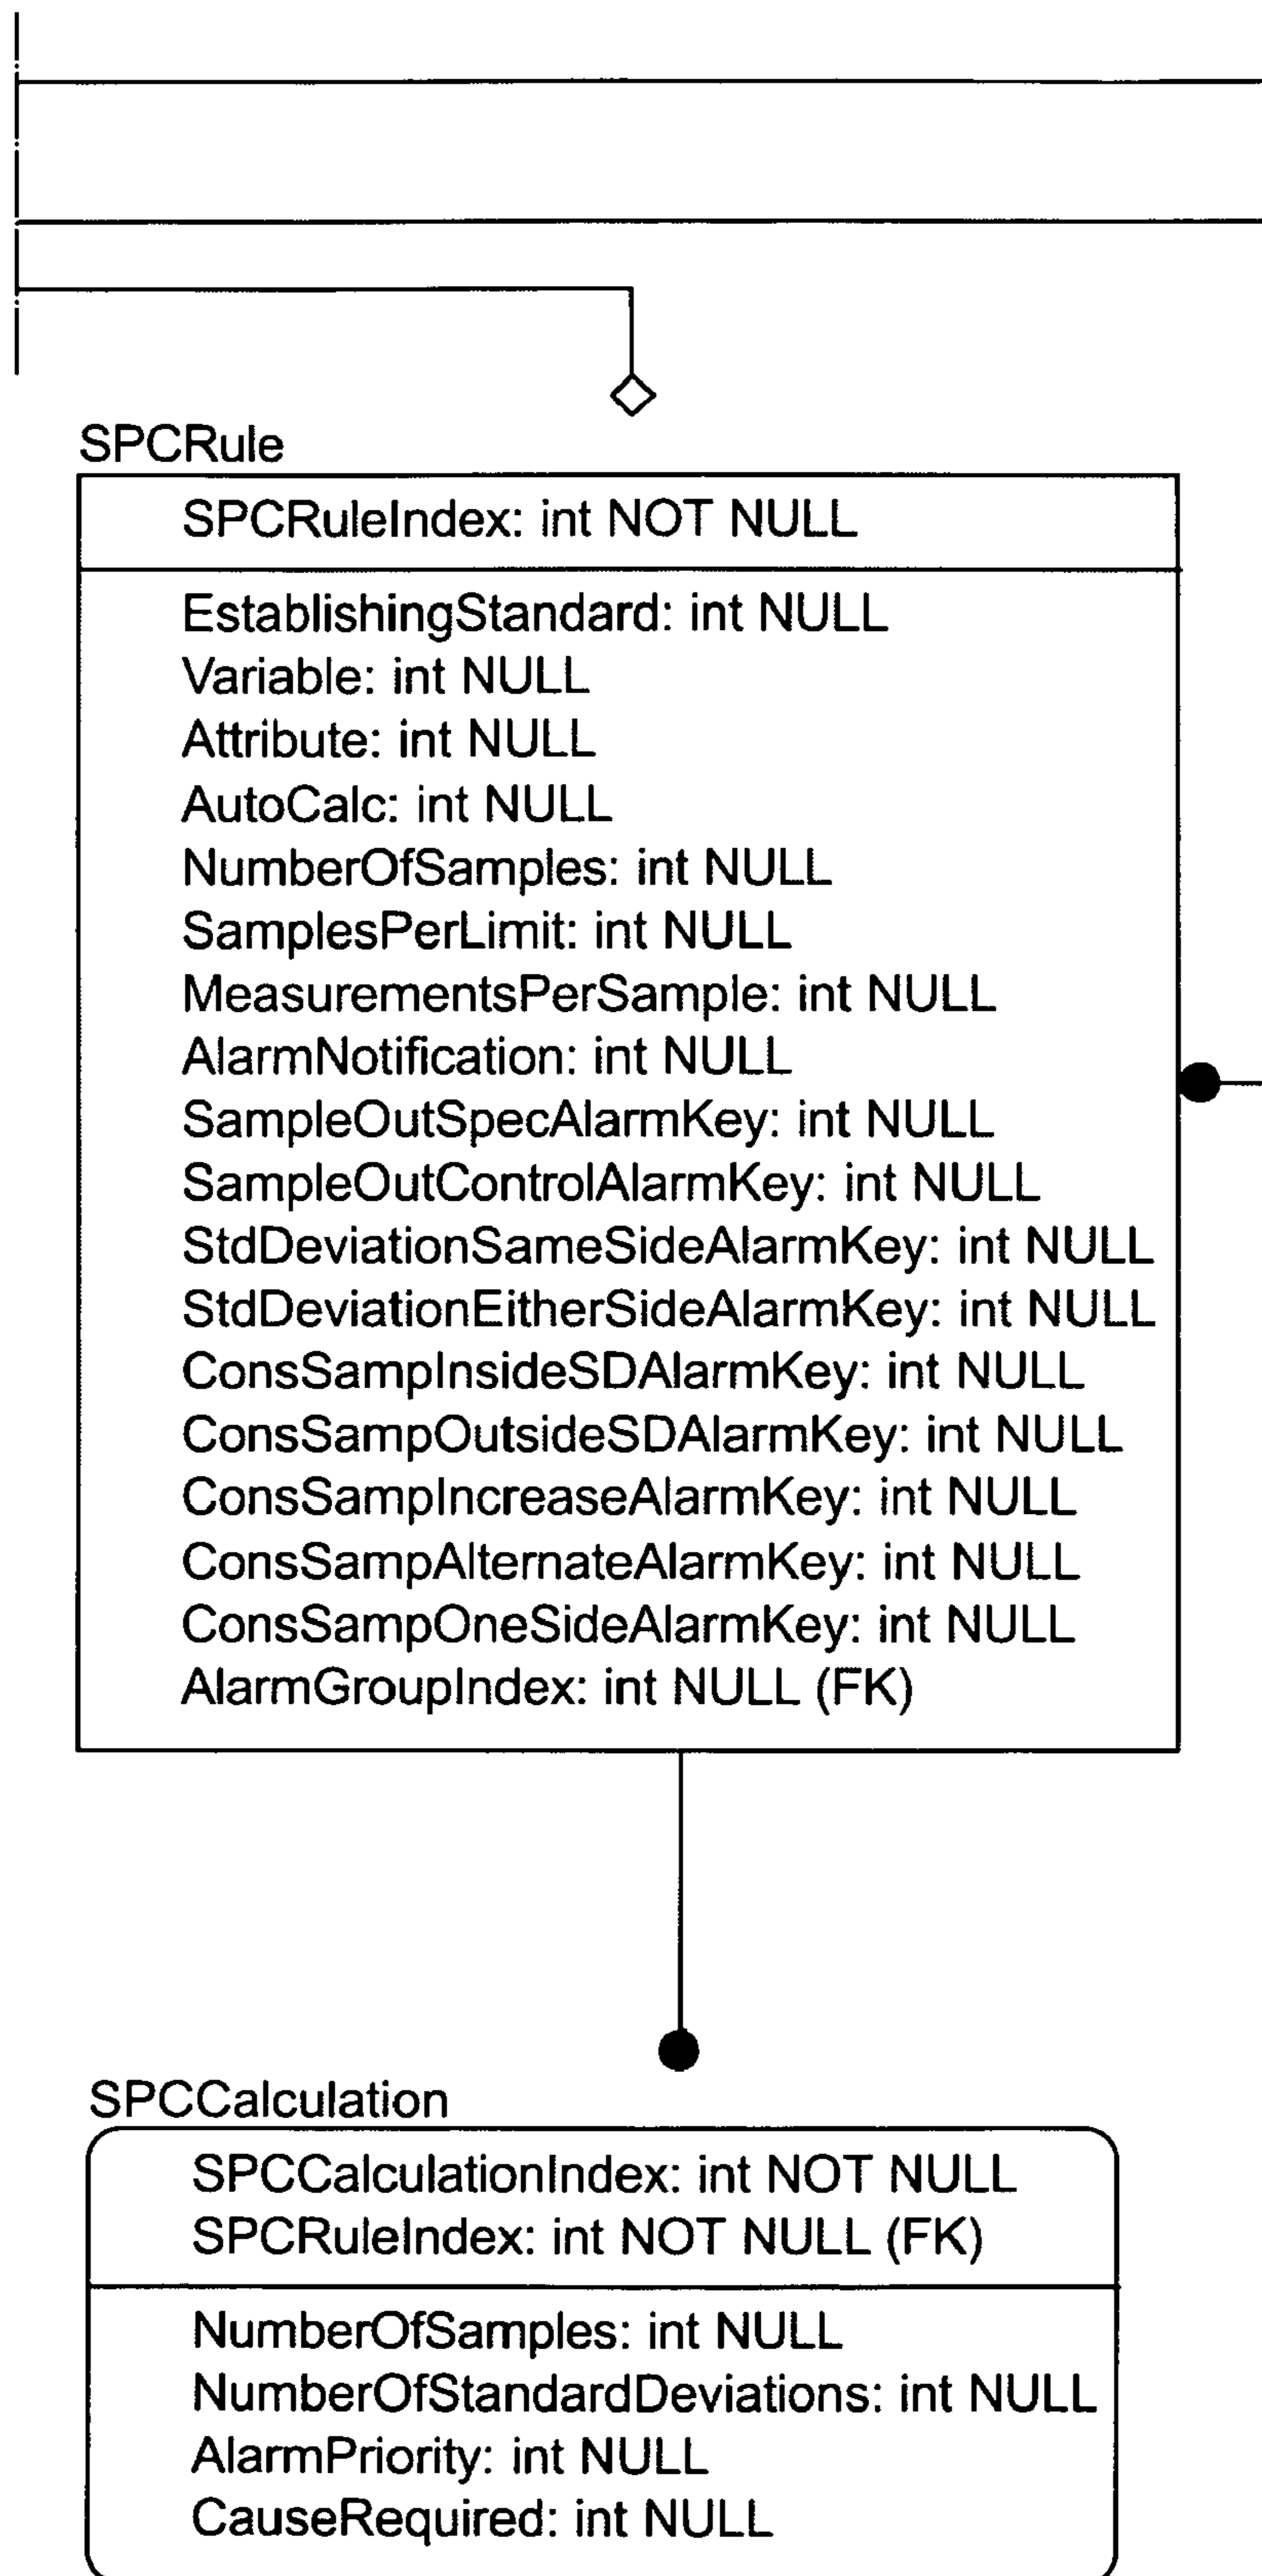 SPCRule
SPCRuleIndex: int NOT NULL
EstablishingStandard: int NULL
Variable: int NULL
Attribute: int NULL
AutoCalc: int NULL
NumberOfSamples: int NULL
SamplesPerLimit: int NULL
MeasurementsPerSample: int NULL
AlarmNotification: int NULL
SampleOutSpecAlarmKey: int NULL
SampleOutControlAlarmKey: int NULL
StdDeviationSameSideAlarmKey: int NULL
StdDeviationEitherSideAlarmKey: int NULL
ConsSampInsideSDAlarmKey: int NULL
ConsSampOutsideSDAlarmKey: int NULL
ConsSampIncreaseAlarmKey: int NULL
ConsSampAlternateAlarmKey: int NULL
ConsSampOneSideAlarmKey: int NULL
AlarmGroupIndex: int NULL (FK)
SPCCalculation
SPCCalculationIndex: int NOT NULL
SPCRuleIndex: int NOT NULL (FK)
NumberOfSamples: int NULL
NumberOfStandardDeviations: int NULL
AlarmPriority: int NULL
CauseRequired: int NULL